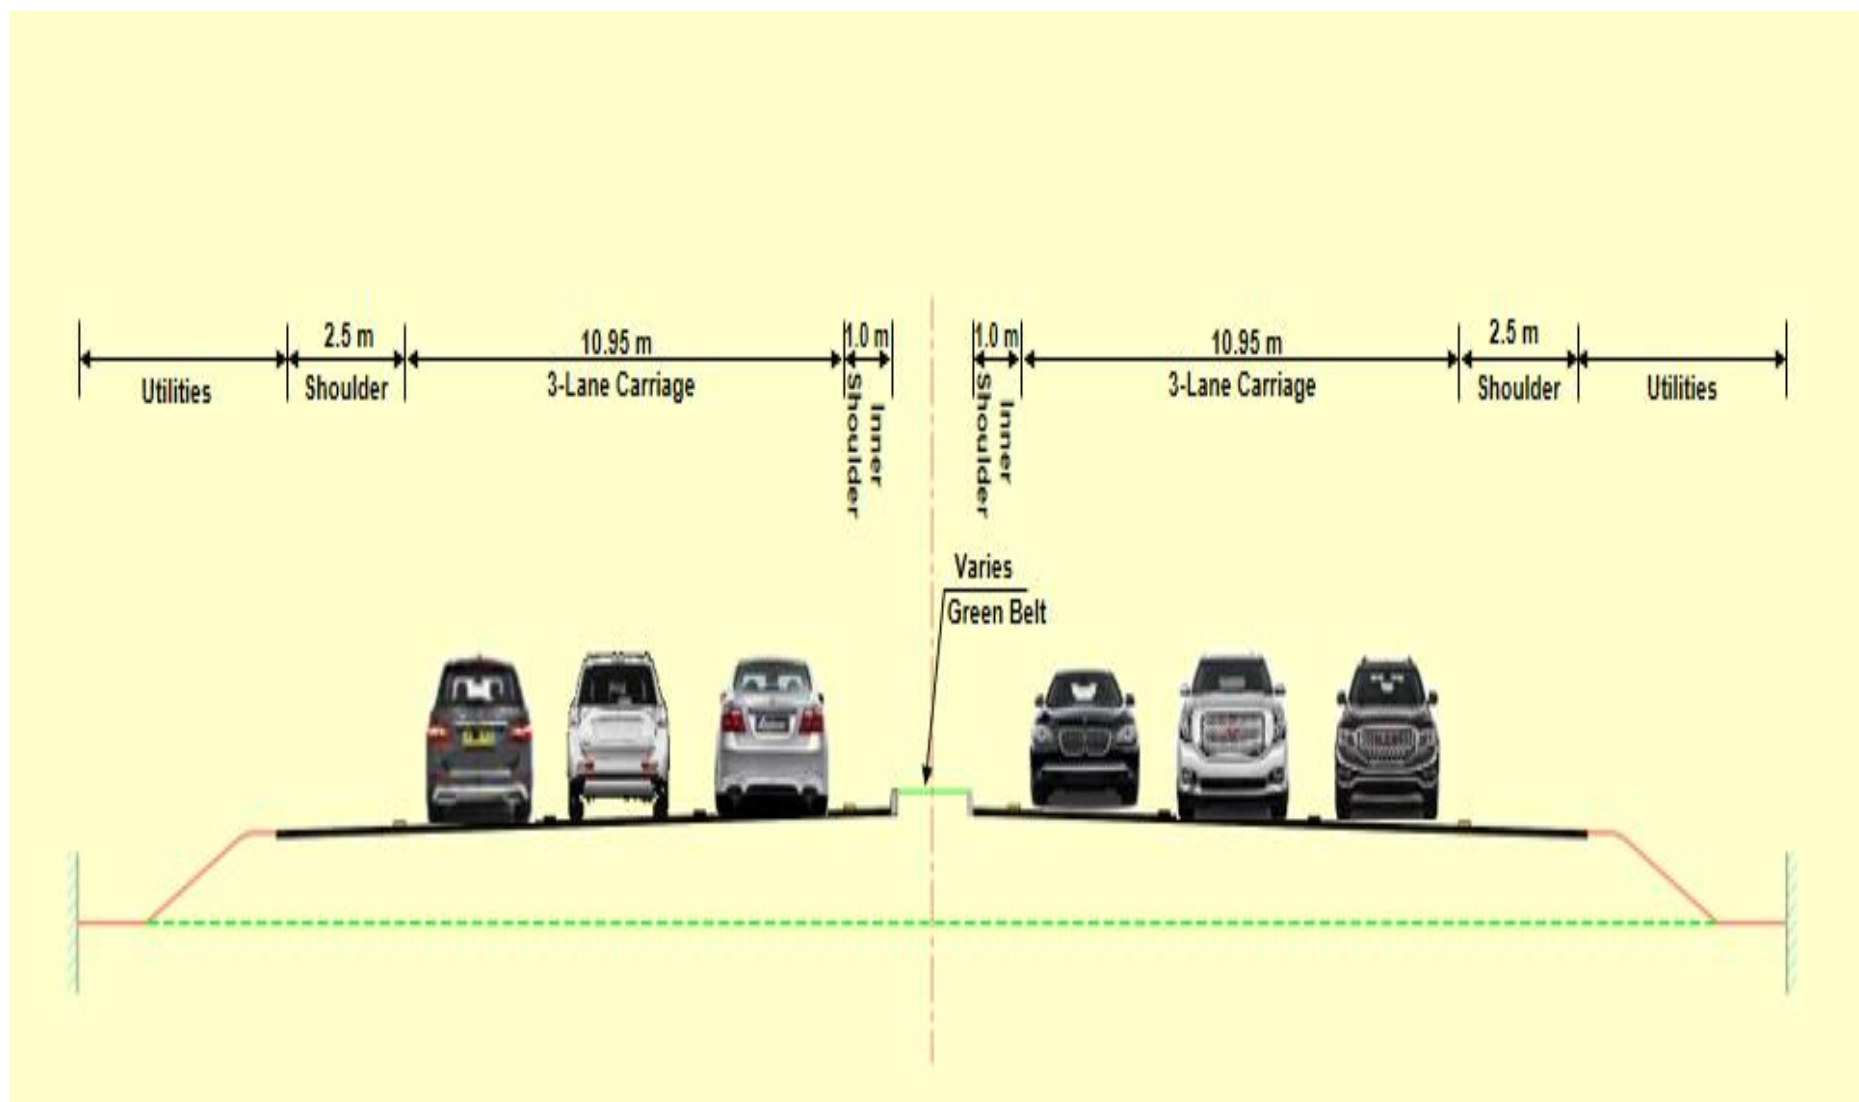 2.5 m
10.95 m
1.0 m
1.0 m
10.95 m
2.5 m
Utilities
Shoulder
3-Lane Carriage
Inner
Shoulder
Inner
Shoulder
3-Lane Carriage
Shoulder
Utilities
Varies
Green Belt